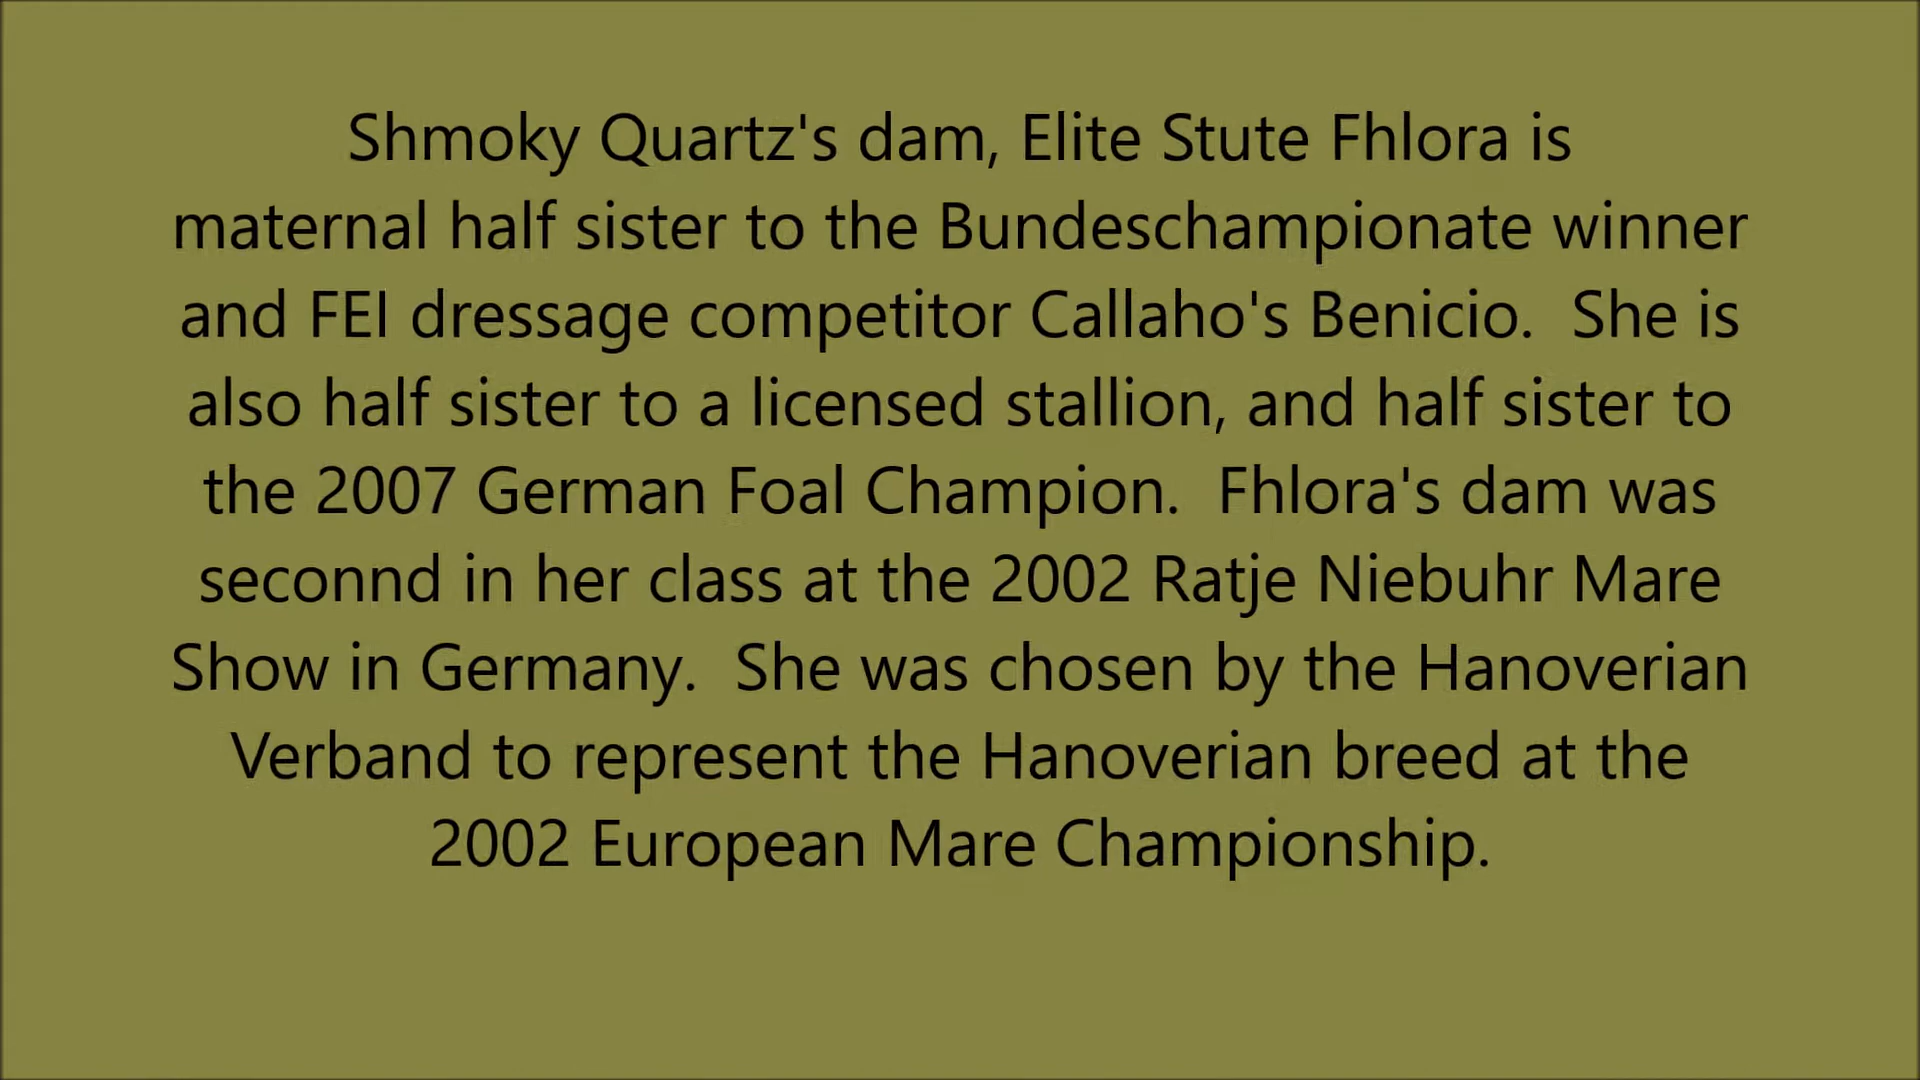 Shmoky Quartz's dam, Elite Stute Fhlora is
maternal half sister to the Bundeschampionate winner
and FEI dressage competitor Callaho's Benicio.  She is
also half sister to a licensed stallion, and half sister to
the 2007 German Foal Champion.  Fhlora's dam was
seconnd in her class at the 2002 Ratje Niebuhr Mare
Show in Germany.  She was chosen by the Hanoverian
Verband to represent the Hanoverian breed at the
2002 European Mare Championship.